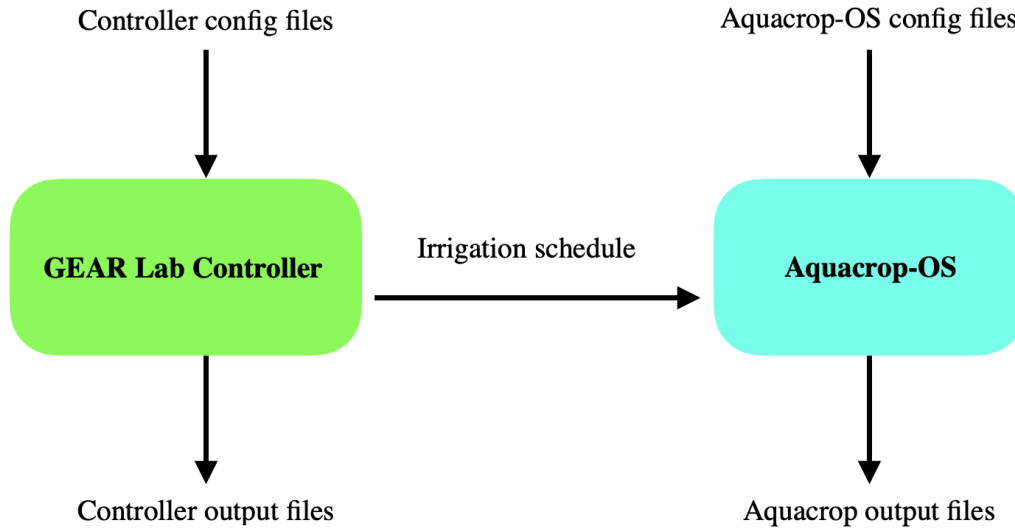 Controller config files
Aquacrop-OS config files
GEAR Lab Controller
Irrigation schedule
Aquacrop-OS
Controller output files
Aquacrop output files